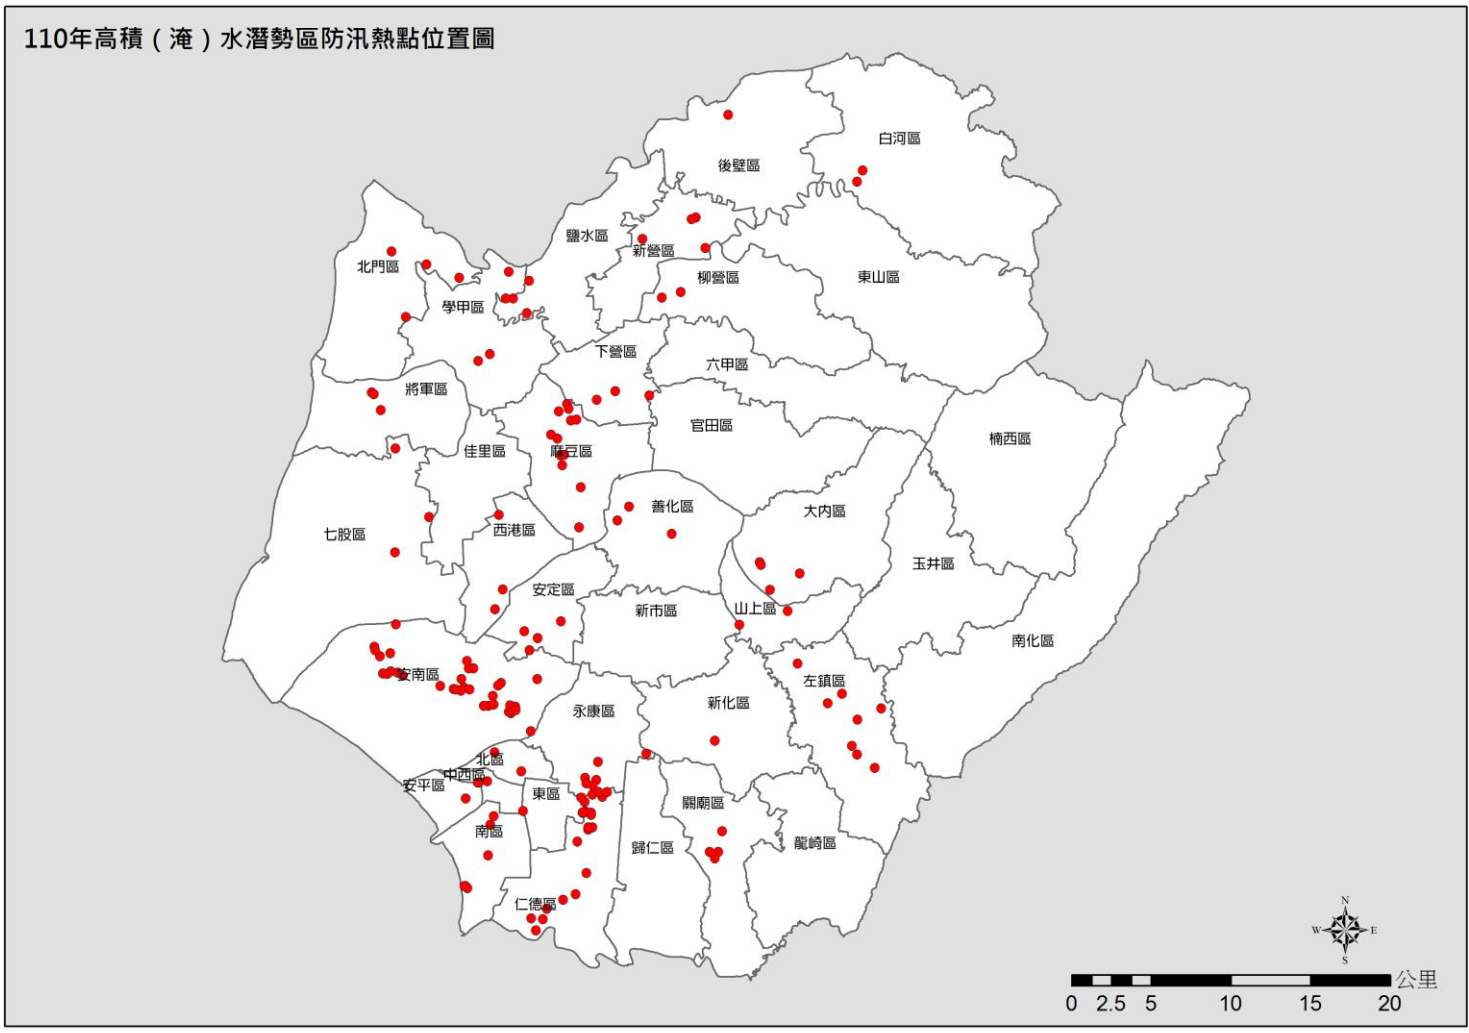 110年高積（淹）水潛勢區防汛熱點位置圖
白河區
後壁區
鹽水區
新營區
北門區
柳營區
東山區
學甲區
下營區
六甲區
將軍區
官田區
楠西區
佳里區
麻豆區
善化區
大內區
西港區
七股區
玉井區
安定區
新市區
山上區
南化區
安南區
左鎮區
新化區
永康區
北區
中西區
安平區
東區
關廟區
南區
龍崎區
歸仁區
仁德區
N
W E
S
公里
0 2.5 5 10 15 20